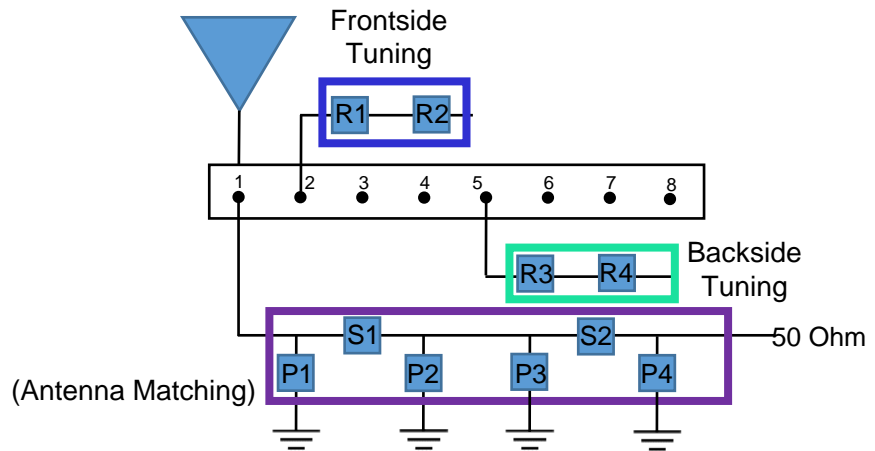 Frontside
Tuning
R1 R2
1 2 3 4 5 6 7 8
Backside
Tuning
R3 R4
S1 S2
50 Ohm
P1 P2 P3 P4
(Antenna Matching)